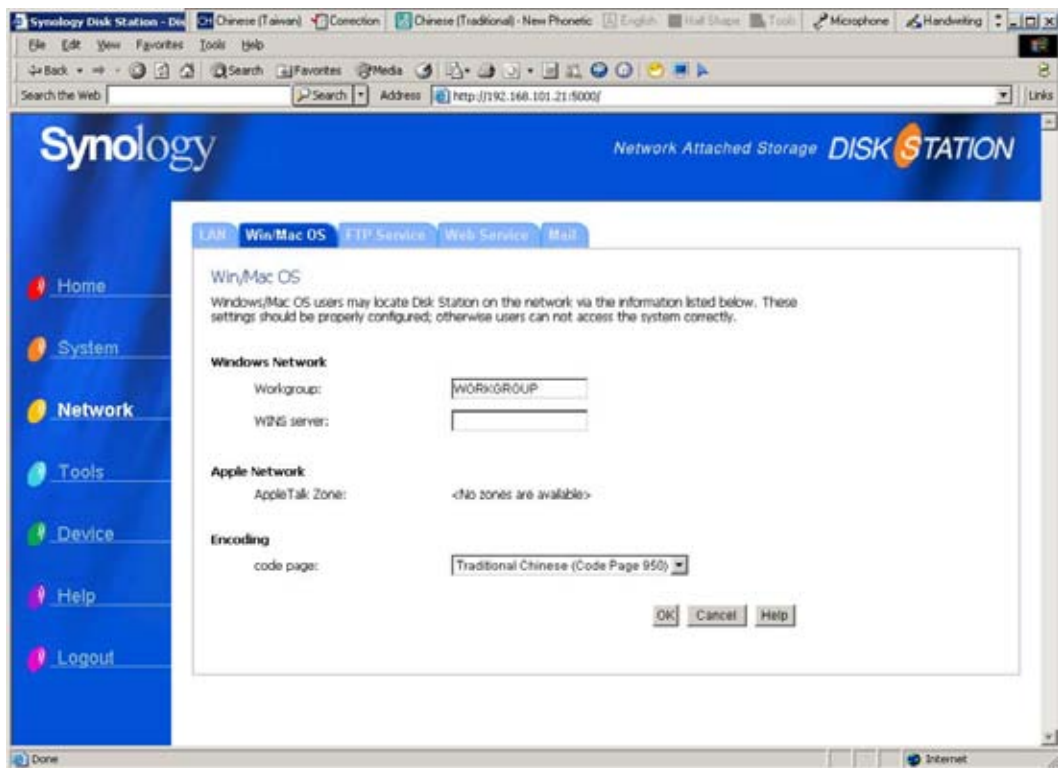 Synology Disk Station - Dis
CH Chinese (Taiwan) Correction Chinese (Traditional) - New Phonetic English Half Shape Tools Microphone Handwriting
File Edit View Favorites Tools Help
Back Search Favorites Media
Search the Web Search Address http://192.168.101.21:5000/ Links
Synology
Network Attached Storage DISK STATION
LAN Win/Mac OS FTP Service Web Service Mail
Home
System
Network
Tools
Device
Help
Logout
Win/Mac OS
Windows/Mac OS users may locate Disk Station on the network via the information listed below. These
settings should be properly configured; otherwise users can not access the system correctly.
Windows Network
Workgroup: WORKGROUP
WINS server:
Apple Network
AppleTalk Zone: <No zones are available>
Encoding
code page: Traditional Chinese (Code Page 950)
OK Cancel Help
Done Internet